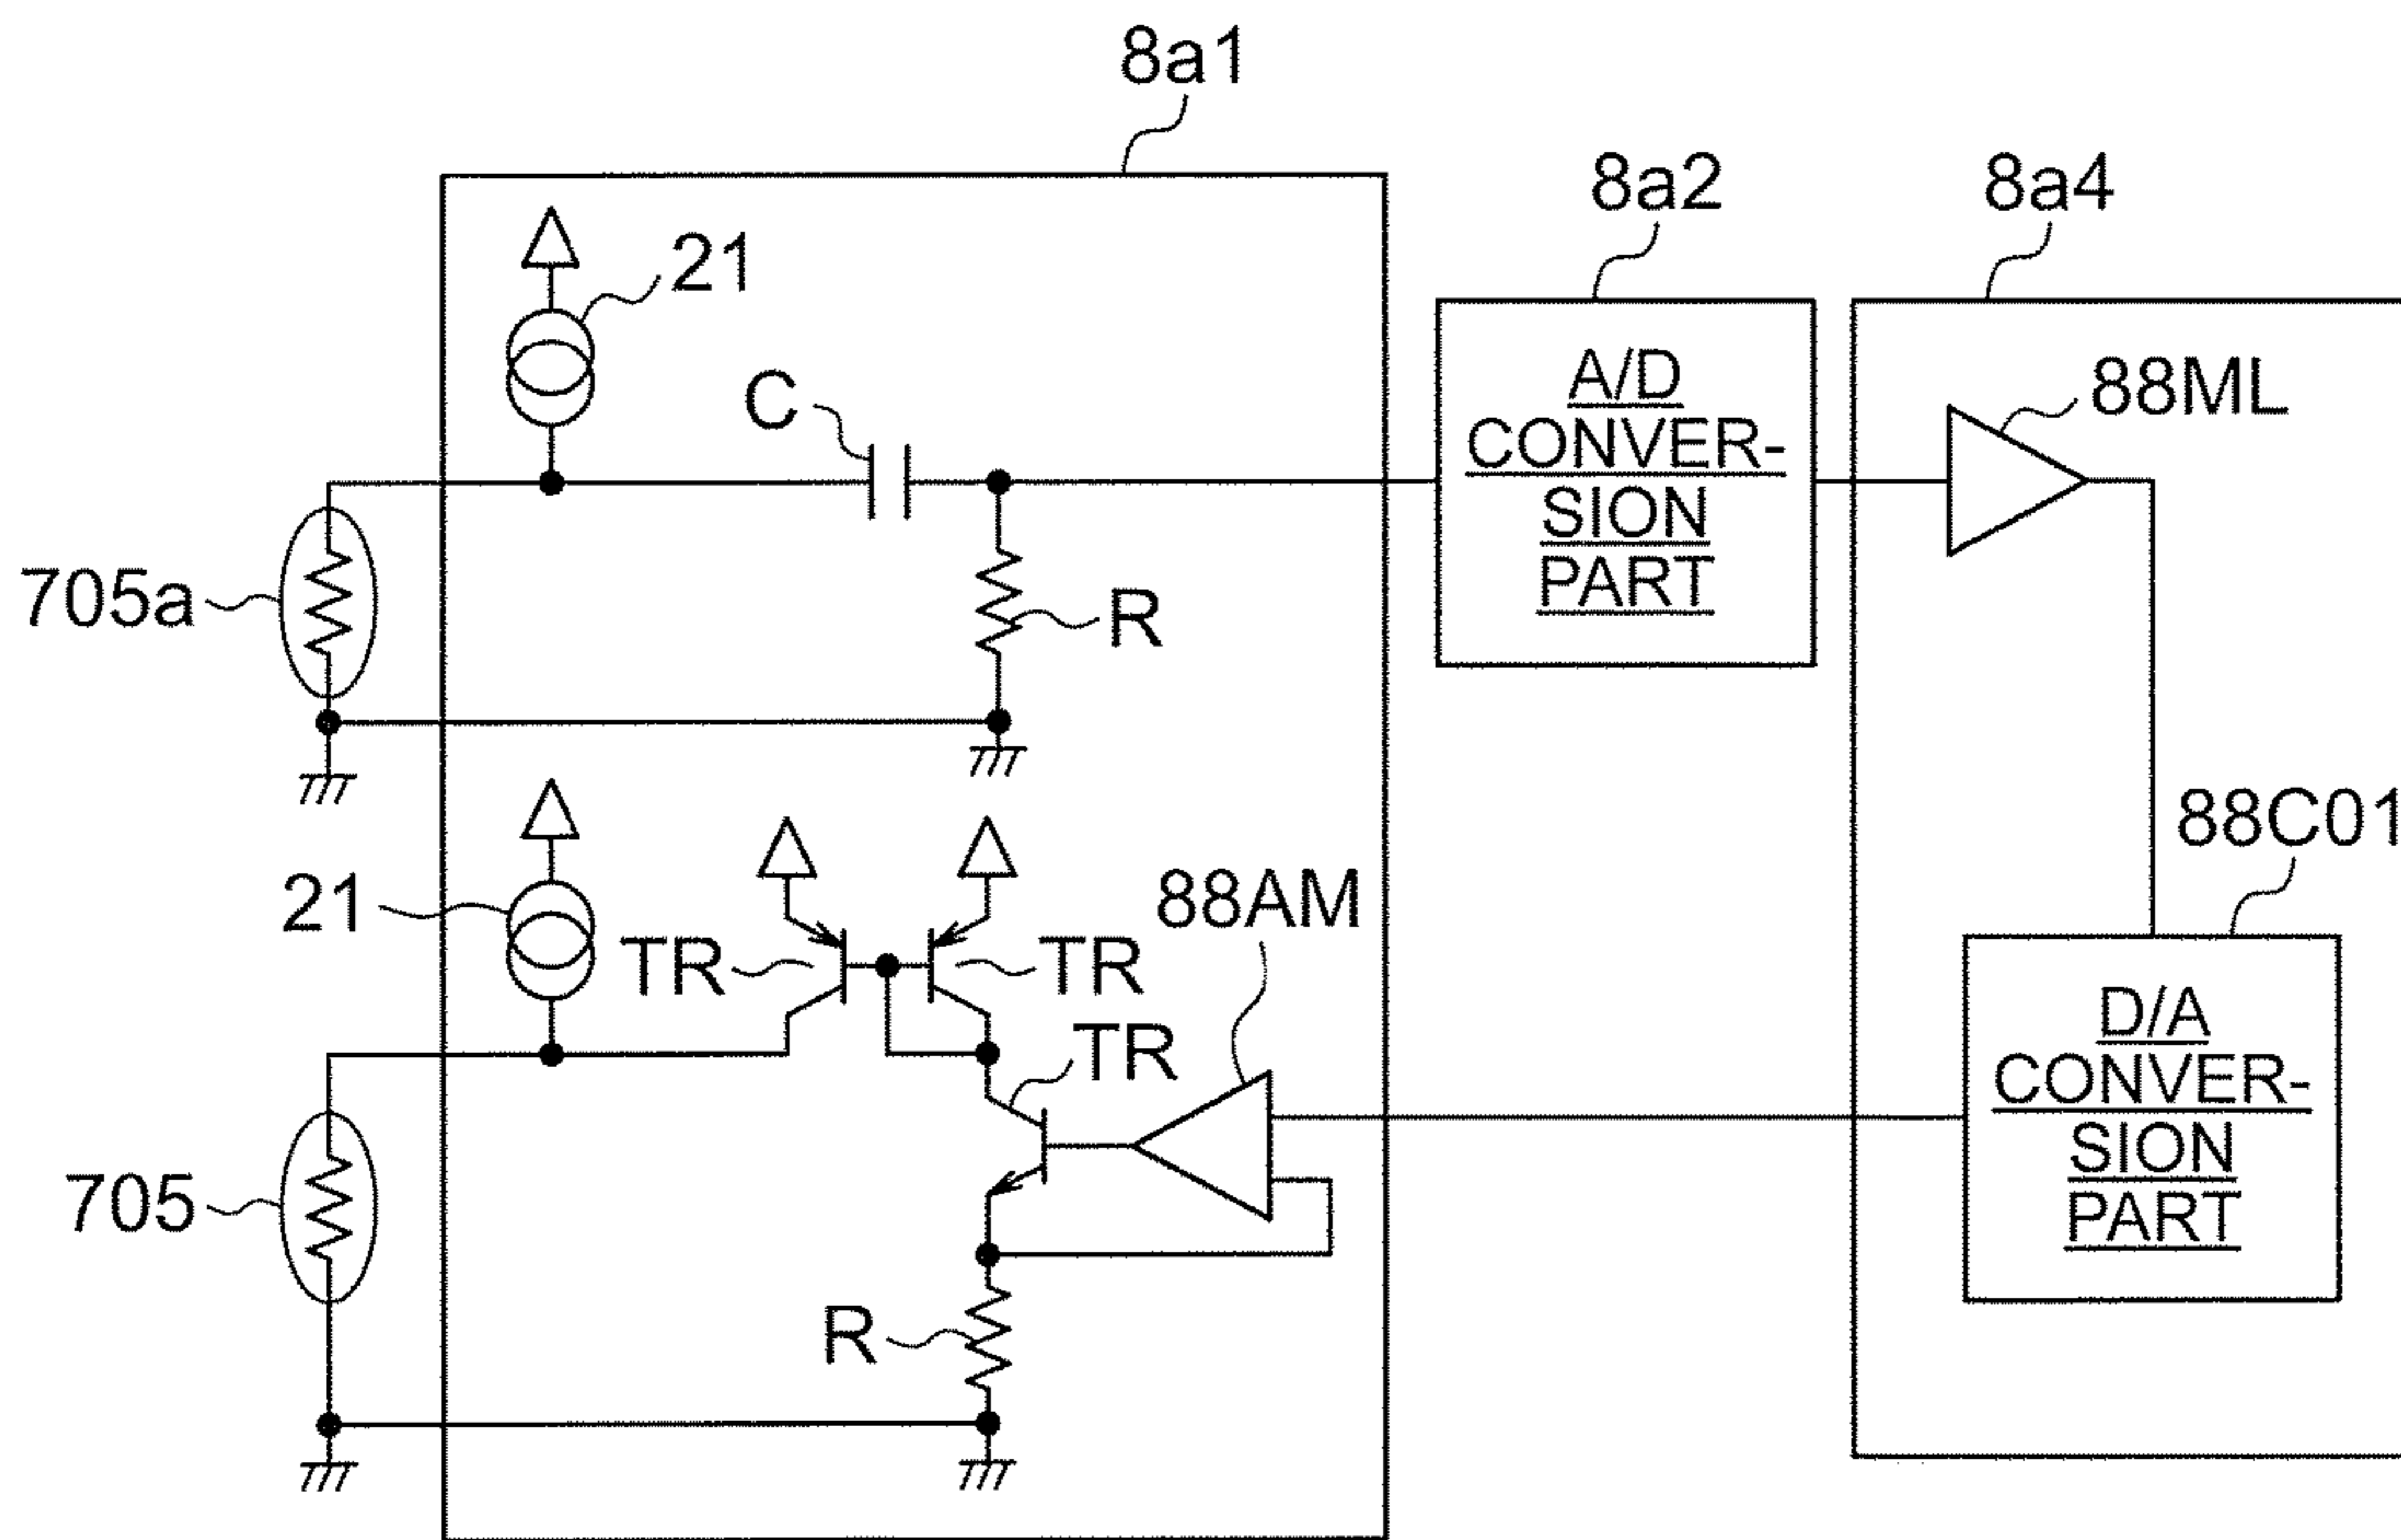 8a1
8a2
8a4
21
C
A/D
CONVER-
SION
PART
88ML
705a
R
88C01
21
TR
TR
88AM
TR
D/A
CONVER-
SION
PART
705
R